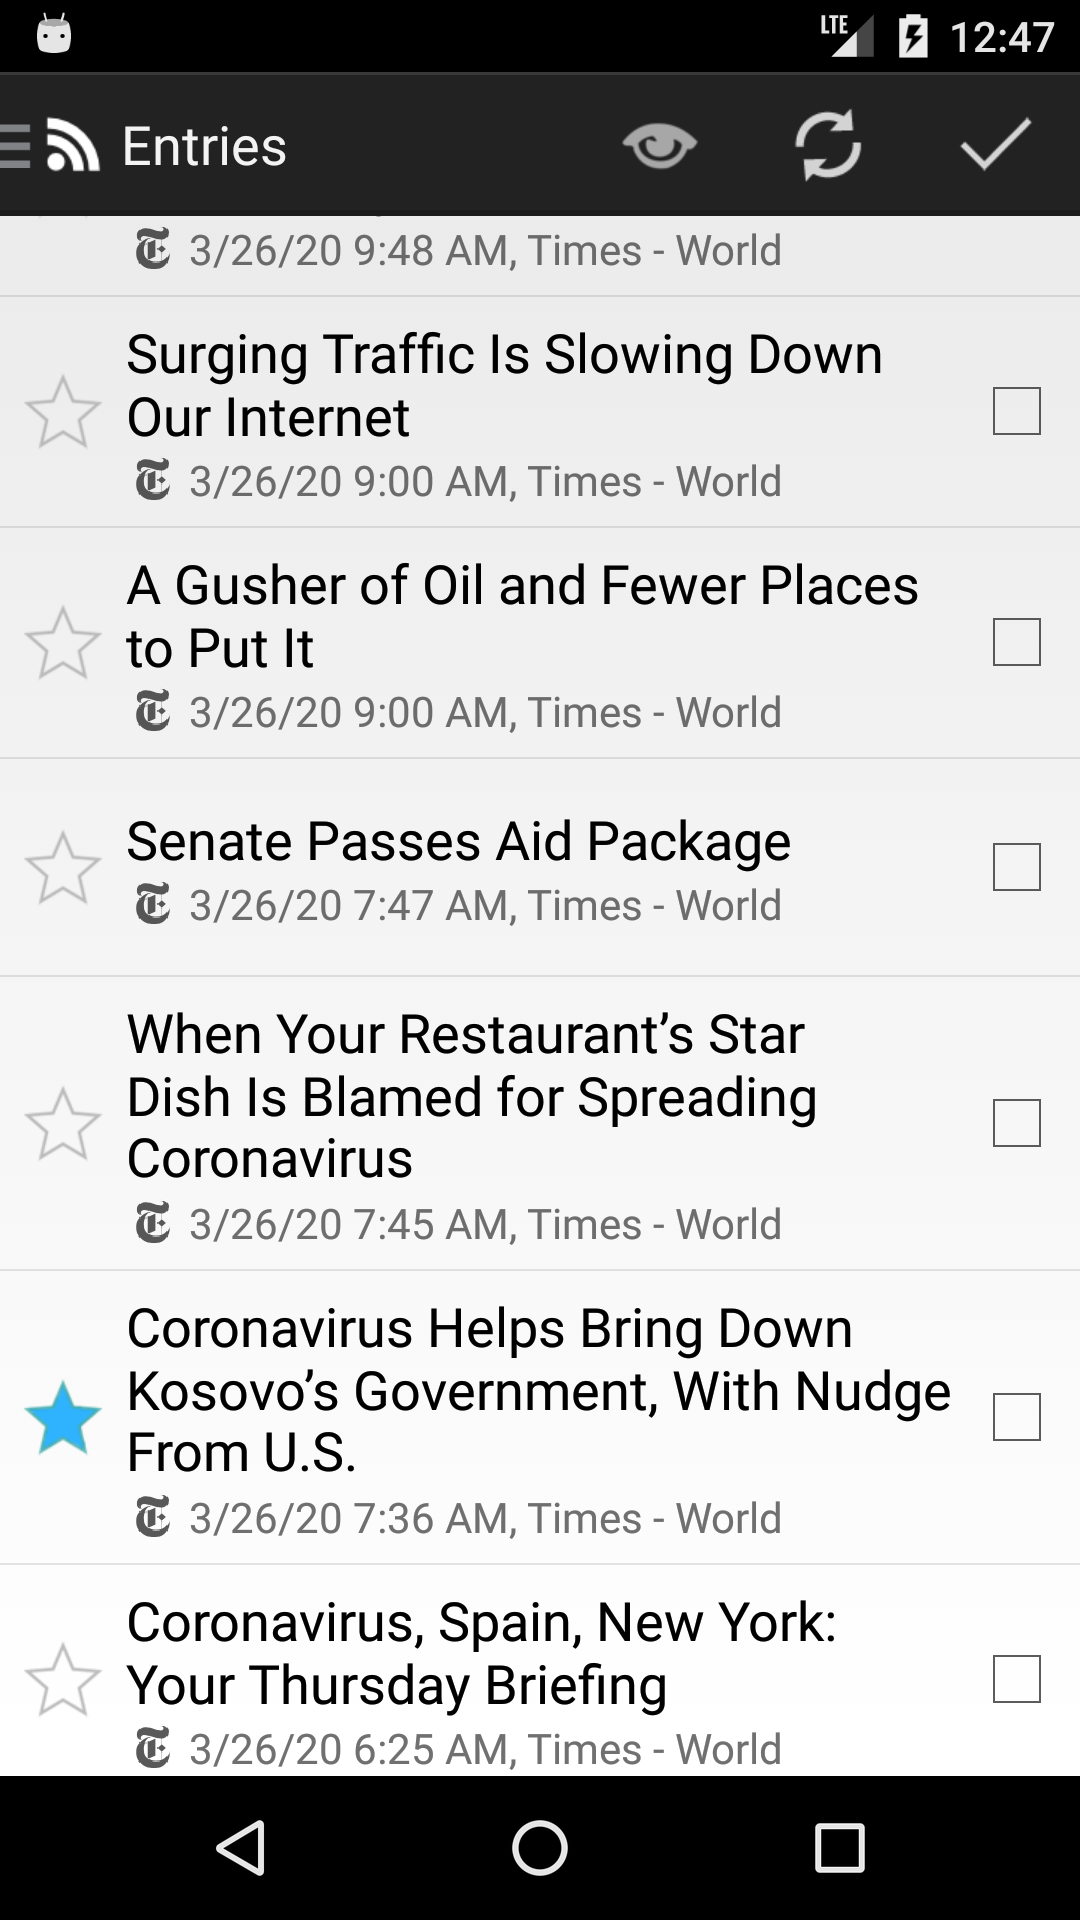 LTE 12:47
Entries
3/26/20 9:48 AM, Times - World
Surging Traffic Is Slowing Down
Our Internet
3/26/20 9:00 AM, Times - World
A Gusher of Oil and Fewer Places
to Put It
3/26/20 9:00 AM, Times - World
Senate Passes Aid Package
3/26/20 7:47 AM, Times - World
When Your Restaurant’s Star
Dish Is Blamed for Spreading
Coronavirus
3/26/20 7:45 AM, Times - World
Coronavirus Helps Bring Down
Kosovo’s Government, With Nudge
From U.S.
3/26/20 7:36 AM, Times - World
Coronavirus, Spain, New York:
Your Thursday Briefing
3/26/20 6:25 AM, Times - World